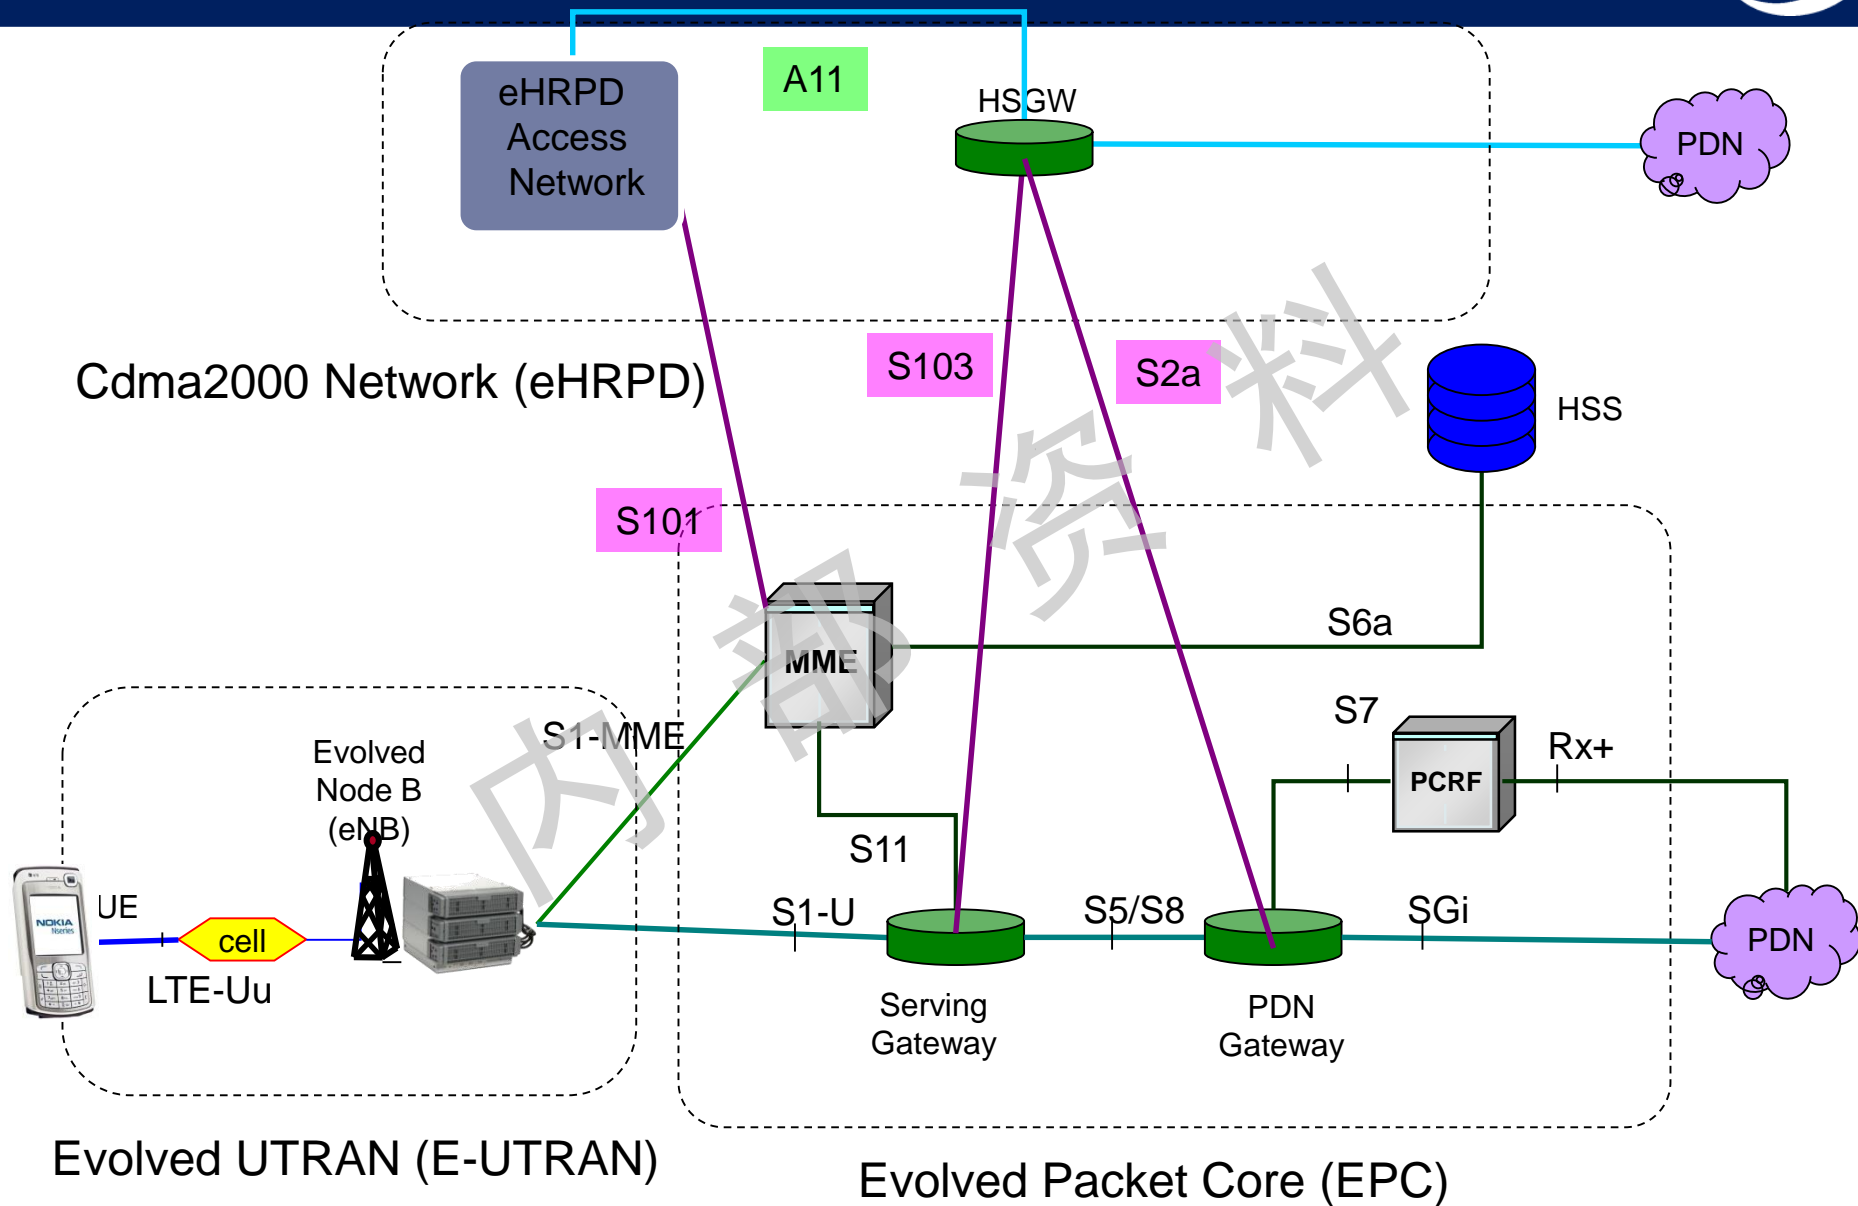 eHRPD
Access
Network
A11
HSGW
PDN
Cdma2000 Network (eHRPD)
S103
S2a
HSS
S101
MME
S6a
S7
PCRF
Rx+
S1-MME
Evolved
Node B
(eNB)
S11
UE
cell
LTE-Uu
NOKIA
Nseries
S1-U
S5/S8
SGi
PDN
Serving
Gateway
PDN
Gateway
Evolved UTRAN (E-UTRAN)
Evolved Packet Core (EPC)
内部资料